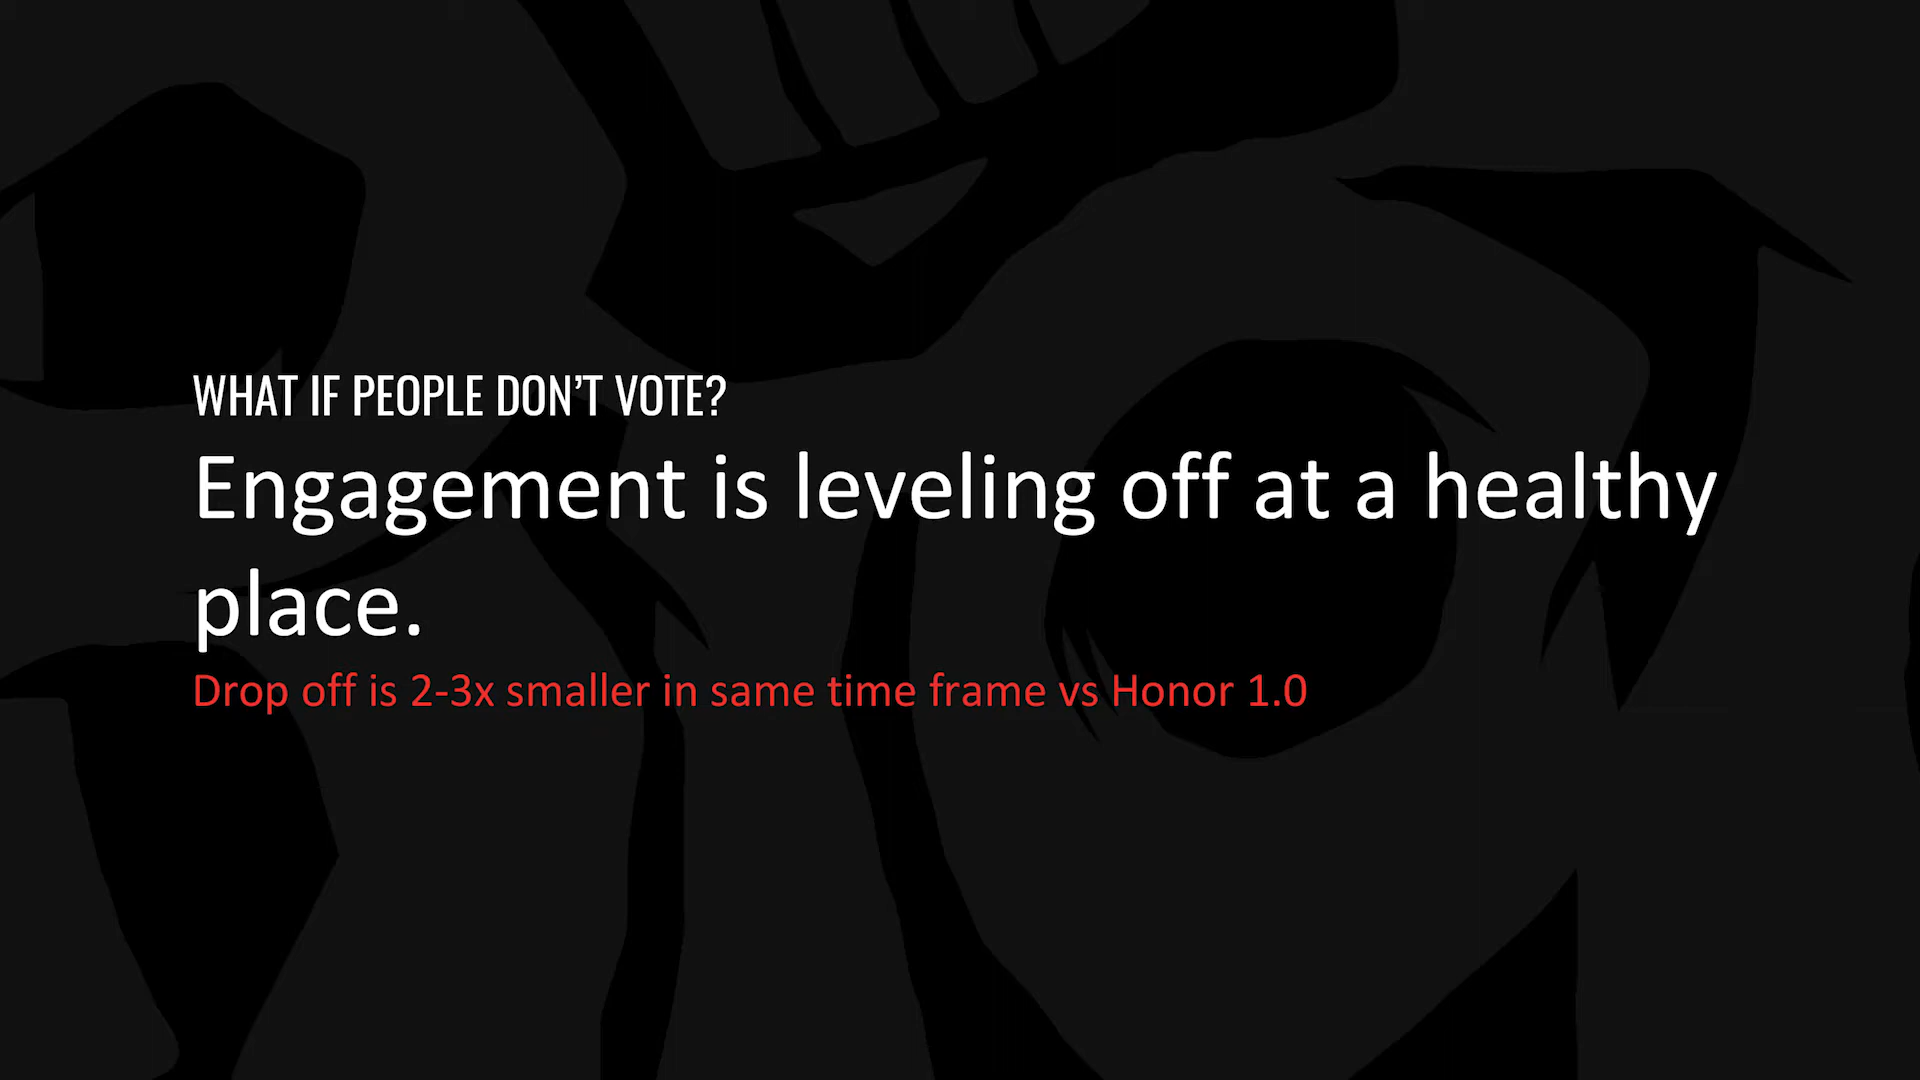 WHAT IF PEOPLE DON’T VOTE?
Engagement is leveling off at a healthy
place.
Drop off is 2-3x smaller in same time frame vs Honor 1.0